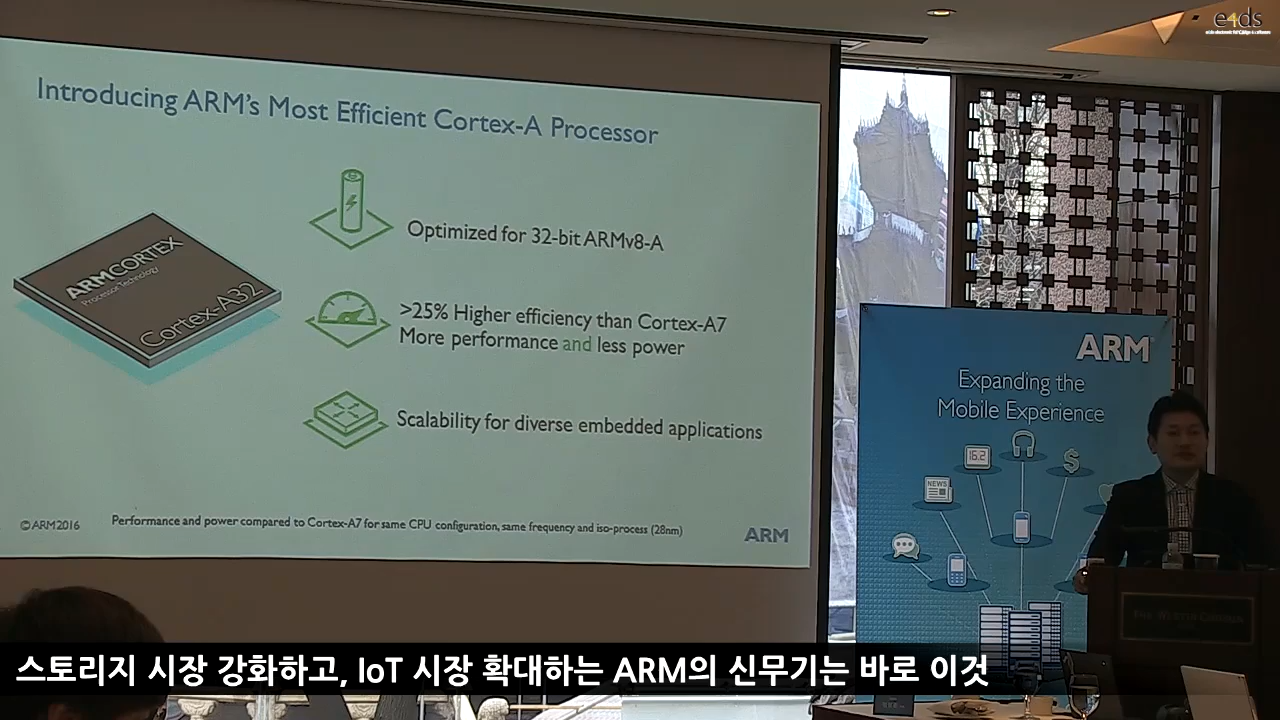 e4ds
Introducing ARM's Most Efficient Cortex-A Processor
ARMCORTEX
Processor Technology
Cortex-A32
Optimized for 32-bit ARMv8-A
>25% Higher efficiency than Cortex-A7
More performance and less power
Scalability for diverse embedded applications
©ARM2016
Performance and power compared to Cortex-A7 for same CPU configuration, same frequency and iso-process (28nm)
ARM
ARM
Expanding the
Mobile Experience
16.2
$
NEWS
THE WESTIN CHOSUN
스토리지 시장 강화하고, IoT 시장 확대하는 ARM의 신무기는 바로 이것